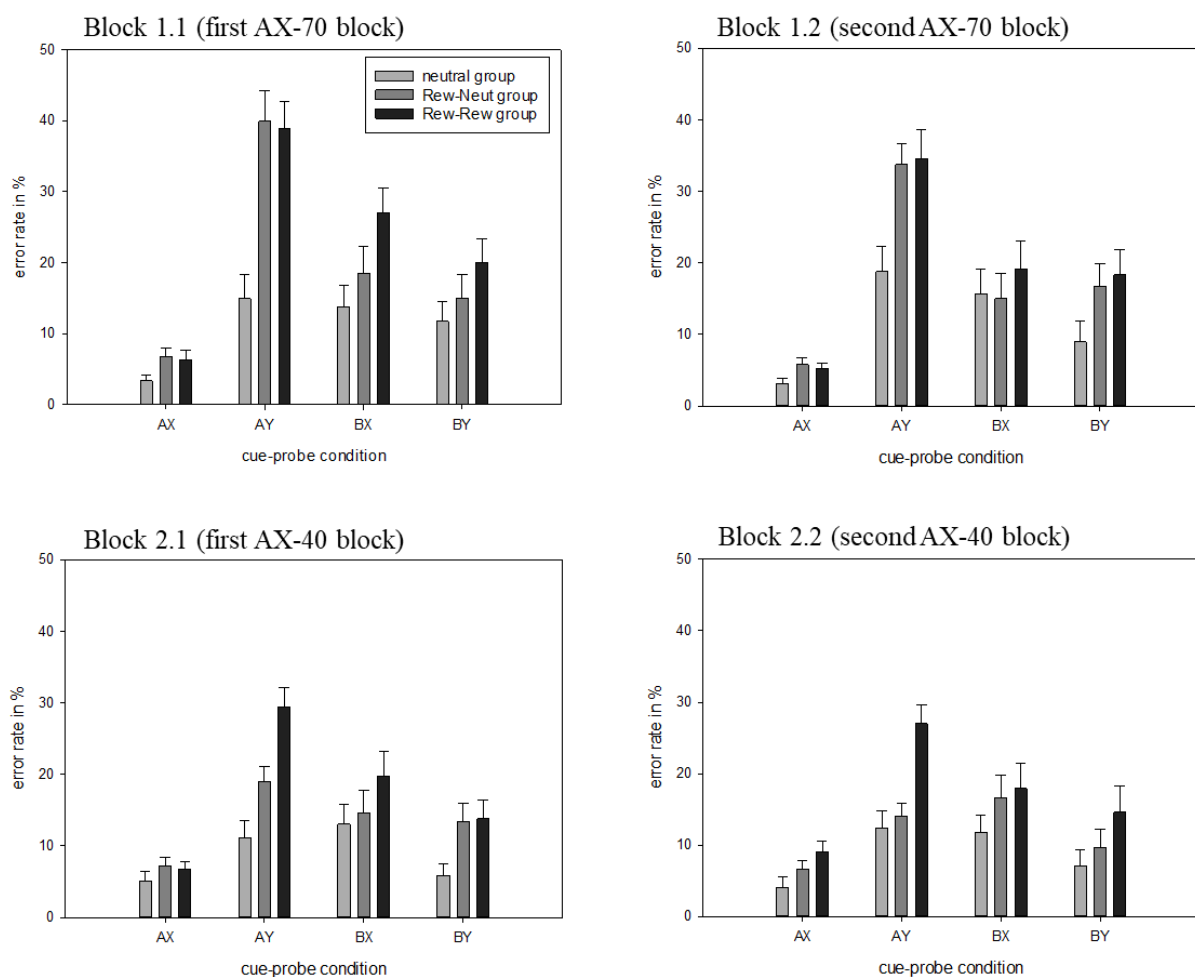 Block 1.1 (first AX-70 block)
50
40
30
20
10
0
error rate in %
neutral group
Rew-Neut group
Rew-Rew group
AX AY BX BY
cue-probe condition
Block 1.2 (second AX-70 block)
50
40
30
20
10
0
error rate in %
AX AY BX BY
cue-probe condition
Block 2.1 (first AX-40 block)
50
40
30
20
10
0
error rate in %
AX AY BX BY
cue-probe condition
Block 2.2 (second AX-40 block)
50
40
30
20
10
0
error rate in %
AX AY BX BY
cue-probe condition